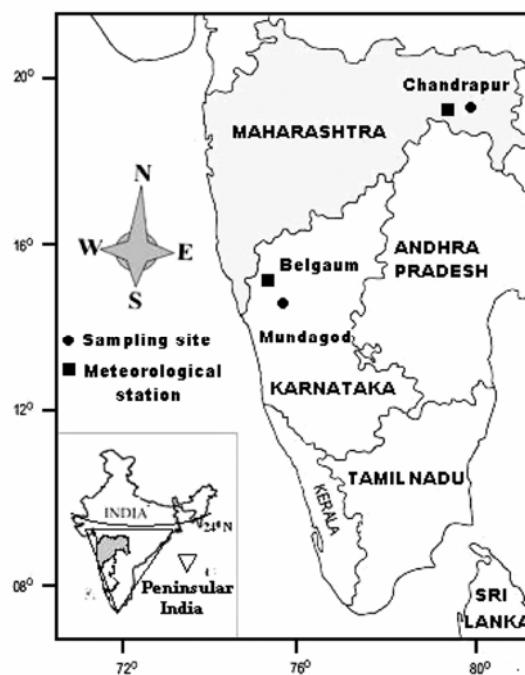 20°
Chandrapur
MAHARASHTRA
N
W
E
S
16°
ANDHRA
PRADESH
Belgaum
Sampling site
Mundagod
Meteorological
station
KARNATAKA
12°
TAMIL NADU
KERALA
INDIA
24° N
Peninsular
India
08°
SRI
LANKA
72°
76°
80°